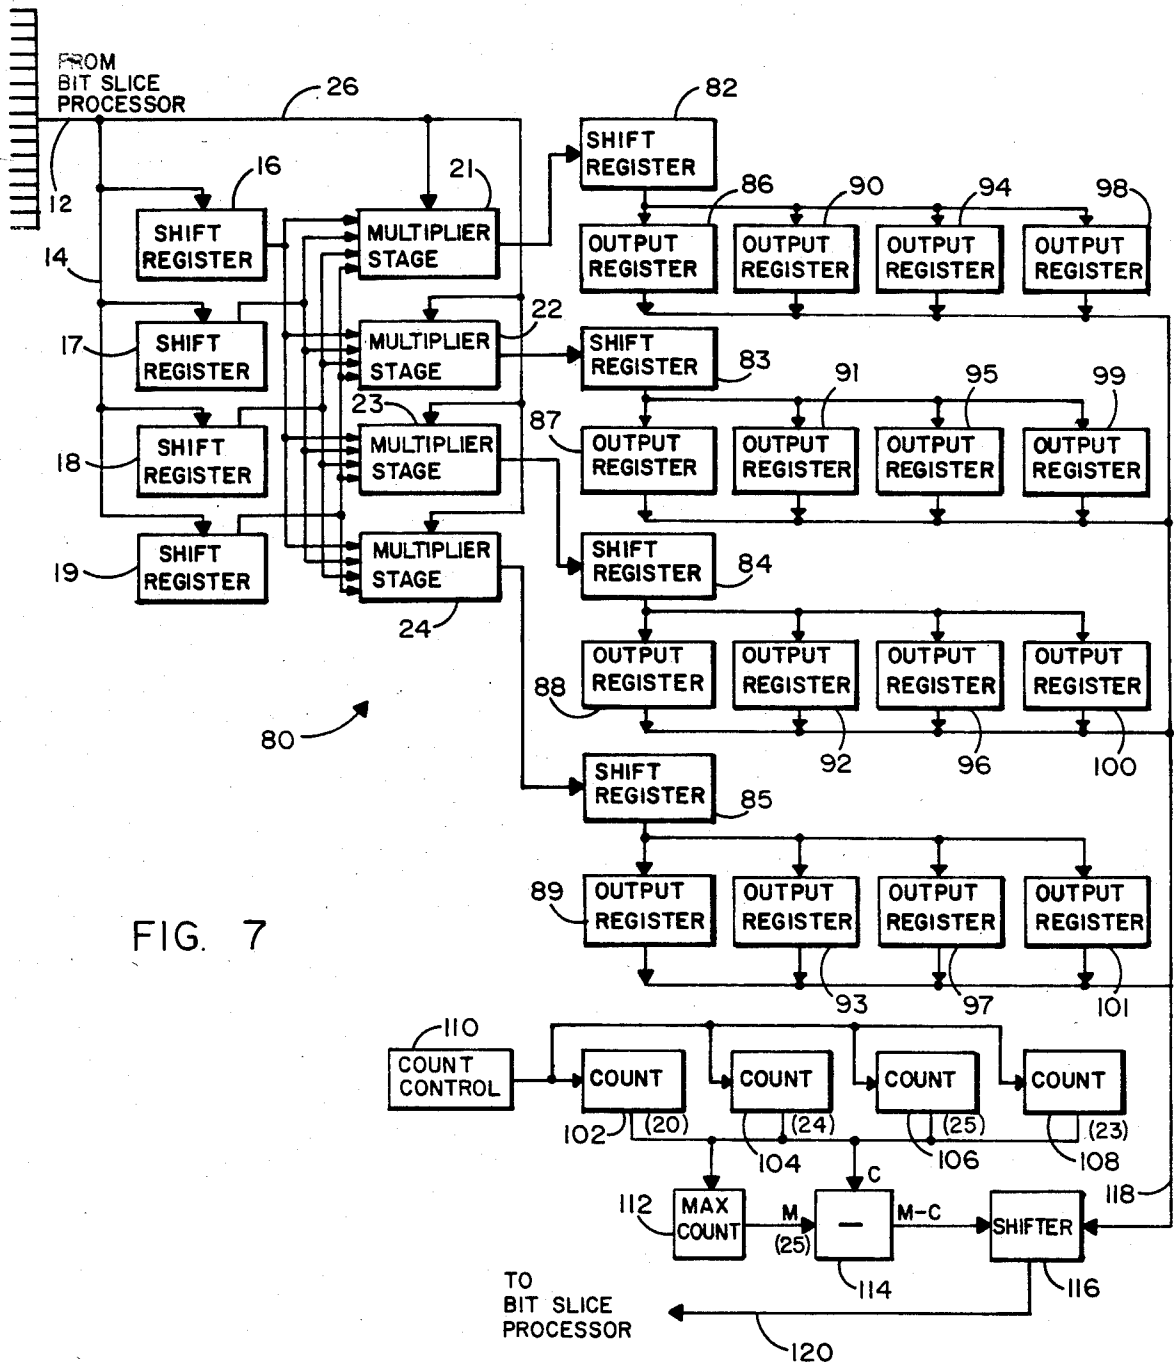 FROM
BIT SLICE
PROCESSOR
12
14
26
16
SHIFT
REGISTER
17
SHIFT
REGISTER
18
SHIFT
REGISTER
19
SHIFT
REGISTER
21
MULTIPLIER
STAGE
22
MULTIPLIER
STAGE
23
MULTIPLIER
STAGE
MULTIPLIER
STAGE
24
80
82
SHIFT
REGISTER
86
OUTPUT
REGISTER
90
OUTPUT
REGISTER
94
OUTPUT
REGISTER
98
OUTPUT
REGISTER
SHIFT
REGISTER
83
87
OUTPUT
REGISTER
91
OUTPUT
REGISTER
95
OUTPUT
REGISTER
99
OUTPUT
REGISTER
SHIFT
REGISTER
84
OUTPUT
REGISTER
88
OUTPUT
REGISTER
92
OUTPUT
REGISTER
96
OUTPUT
REGISTER
100
SHIFT
REGISTER
85
89
OUTPUT
REGISTER
OUTPUT
REGISTER
93
OUTPUT
REGISTER
97
OUTPUT
REGISTER
101
FIG. 7
110
COUNT
CONTROL
COUNT
102
(20)
COUNT
104
(24)
COUNT
106
(25)
COUNT
108
(23)
118
112
MAX
COUNT
M
(25)
C
—
114
M-C
SHIFTER
116
TO
BIT SLICE
PROCESSOR
120